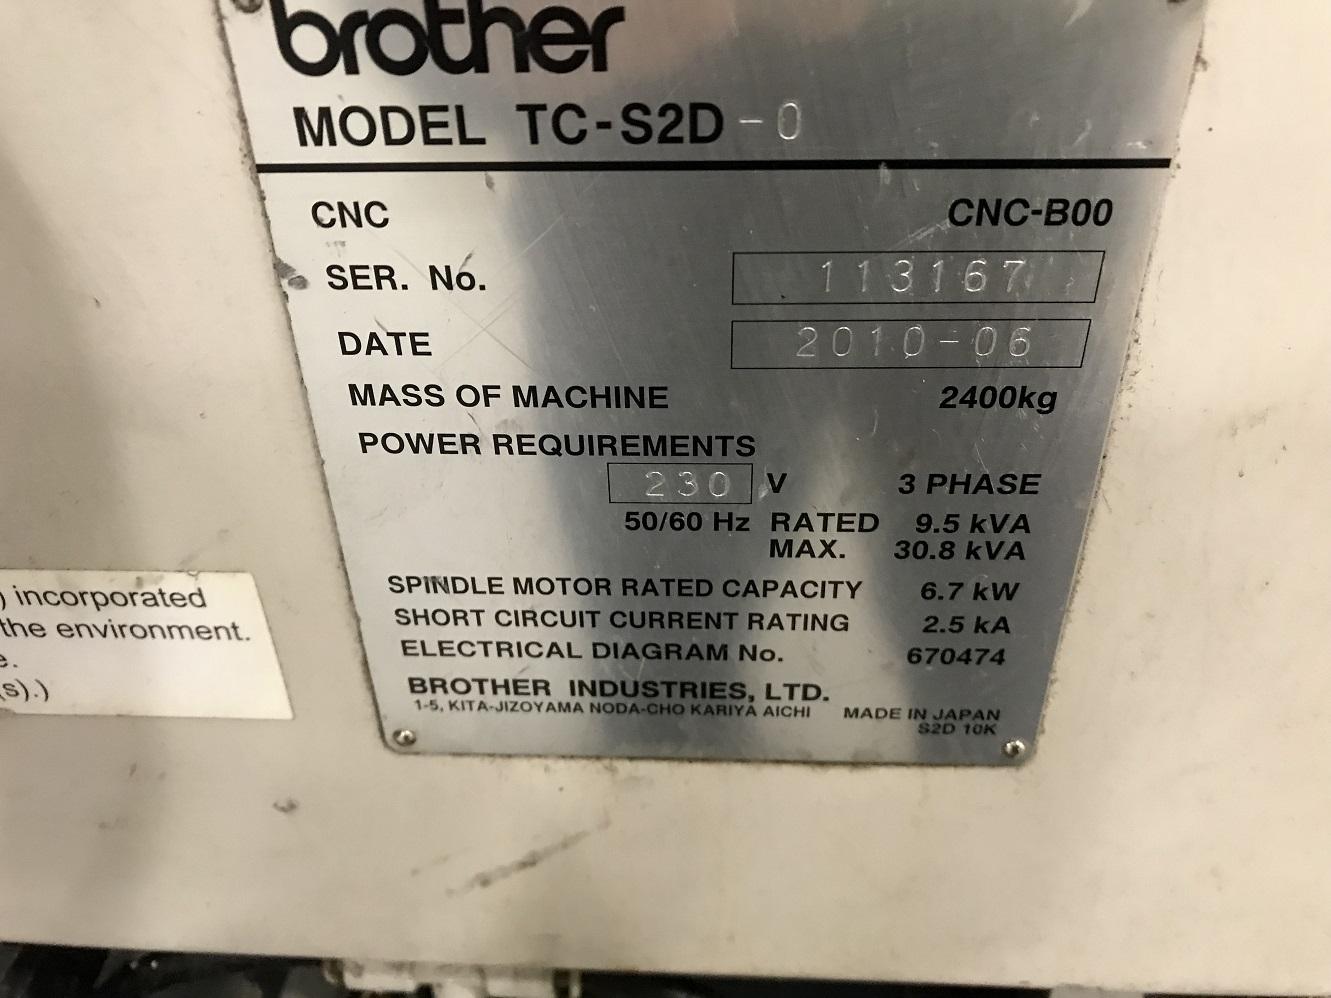 brother
MODEL TC-S2D-0
CNC CNC-B00
SER. No. 113167
DATE 2010-06
MASS OF MACHINE 2400kg
POWER REQUIREMENTS
230 V 3 PHASE
50/60 Hz RATED 9.5 kVA
MAX. 30.8 kVA
SPINDLE MOTOR RATED CAPACITY 6.7 kW
SHORT CIRCUIT CURRENT RATING 2.5 kA
ELECTRICAL DIAGRAM No. 670474
BROTHER INDUSTRIES, LTD.
1-5, KITA-JIZOYAMA NODA-CHO KARIYA AICHI MADE IN JAPAN
S2D 10K
) incorporated
the environment.
e.
(s).)